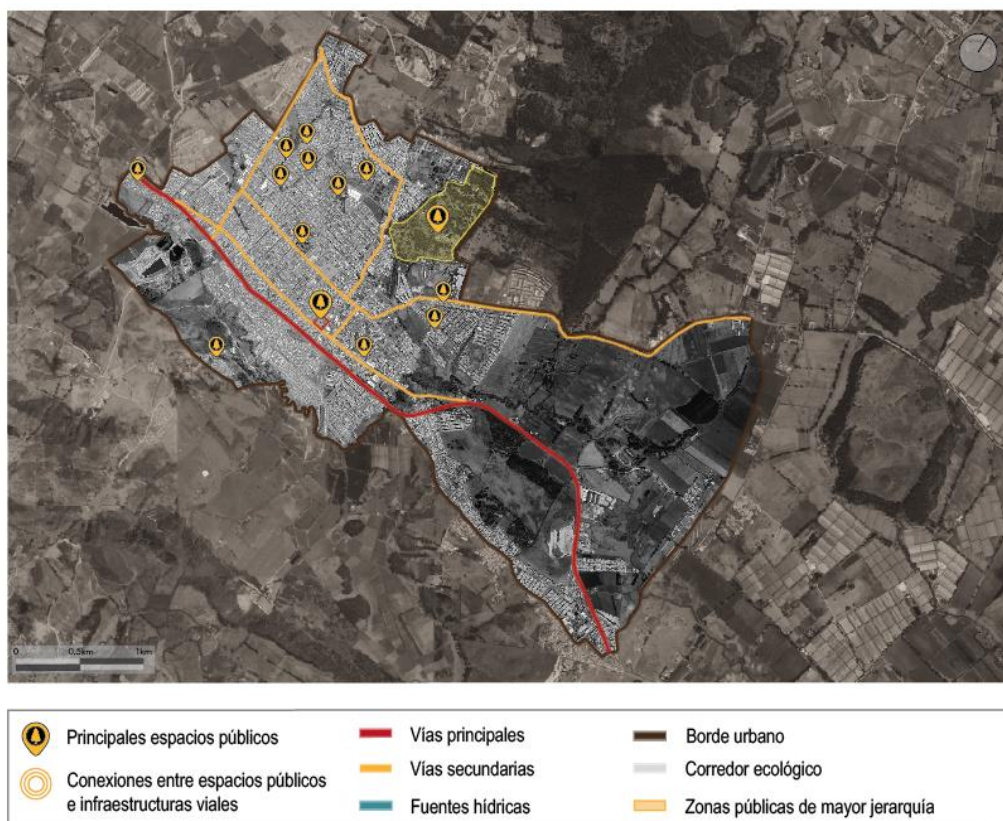 0 0,5km 1km
Principales espacios públicos
Conexiones entre espacios públicos
e infraestructuras viales
Vías principales
Vías secundarias
Fuentes hídricas
Borde urbano
Corredor ecológico
Zonas públicas de mayor jerarquía